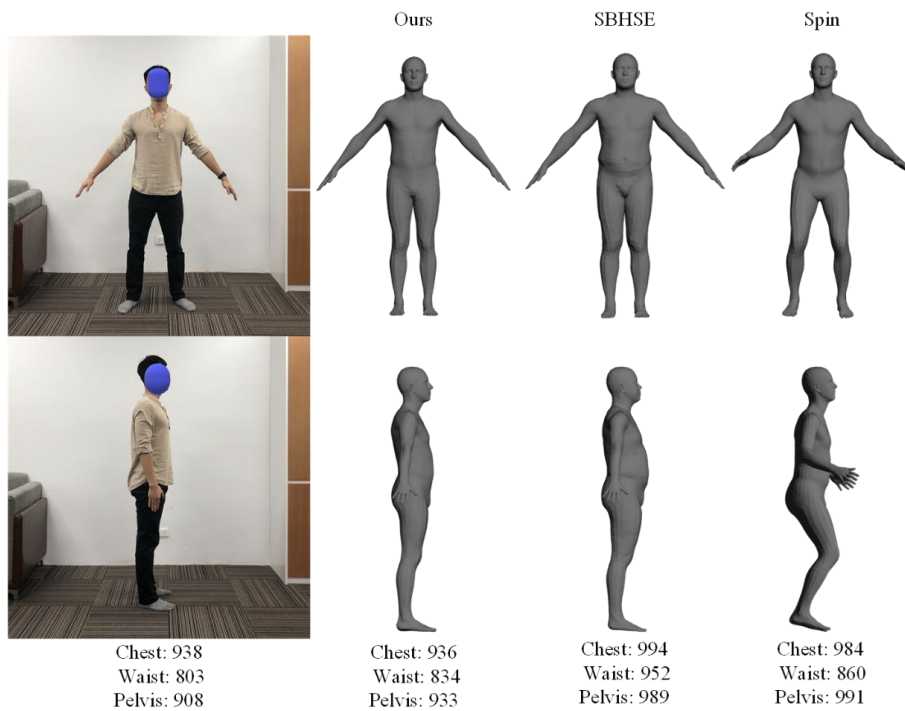 Ours
SBHSE
Spin
Chest: 938
Waist: 803
Pelvis: 908
Chest: 936
Waist: 834
Pelvis: 933
Chest: 994
Waist: 952
Pelvis: 989
Chest: 984
Waist: 860
Pelvis: 991